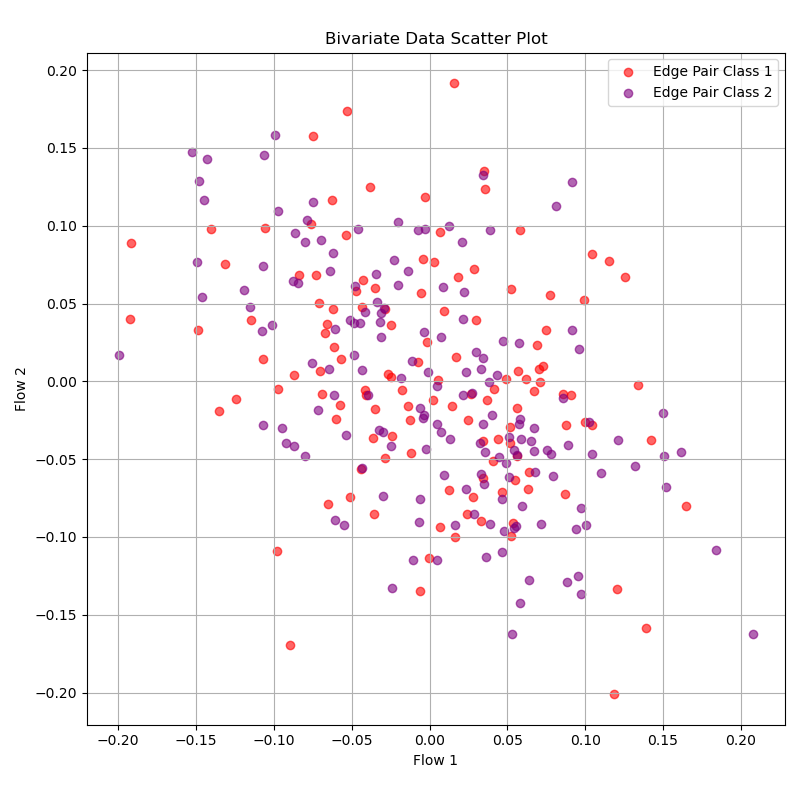 Bivariate Data Scatter Plot
Edge Pair Class 1
Edge Pair Class 2
0.20
0.15
0.10
0.05
0.00
−0.05
−0.10
−0.15
−0.20
Flow 2
−0.20 −0.15 −0.10 −0.05 0.00 0.05 0.10 0.15 0.20
Flow 1